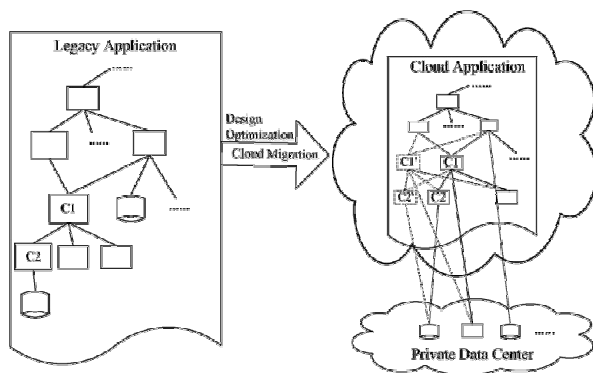 Legacy Application
......
......
C1
......
C2
Design
Optimization
Cloud Migration
Cloud Application
......
......
C1'
C1
......
C2'
C2
......
Private Data Center